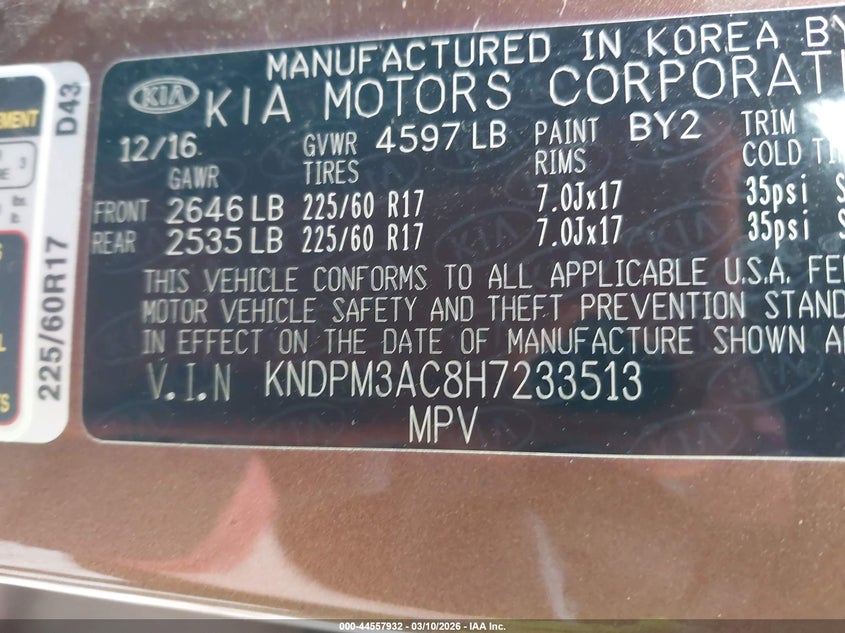 MANUFACTURED IN KOREA BY
KIA KIA MOTORS CORPORATI
12/16 GVWR 4597 LB PAINT BY2 TRIM
GAWR TIRES RIMS COLD TI
FRONT 2646 LB 225/60 R17 7.0Jx17 35psi
REAR 2535 LB 225/60 R17 7.0Jx17 35psi
THIS VEHICLE CONFORMS TO ALL APPLICABLE U.S.A. FE
MOTOR VEHICLE SAFETY AND THEFT PREVENTION STAND
IN EFFECT ON THE DATE OF MANUFACTURE SHOWN A
V.I.N KNDPM3AC8H7233513
MPV
D43
225/60R17
000-44557932 — 03/10/2026 — IAA Inc.